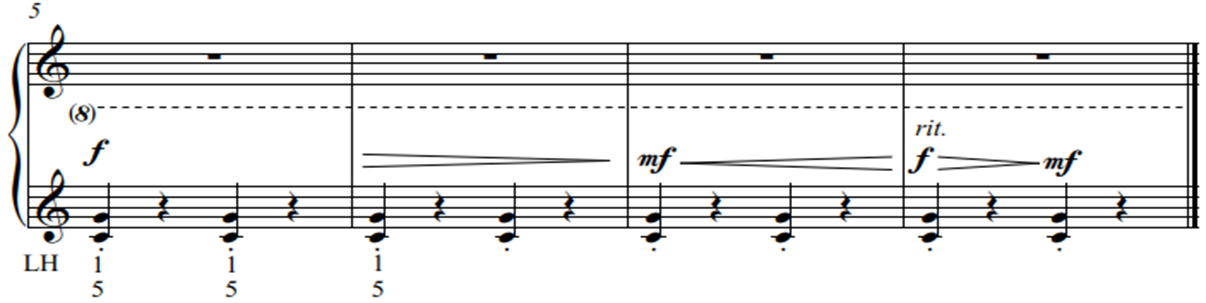 5
(8)
rit.
f mf f mf
LH 1 1 1
5 5 5